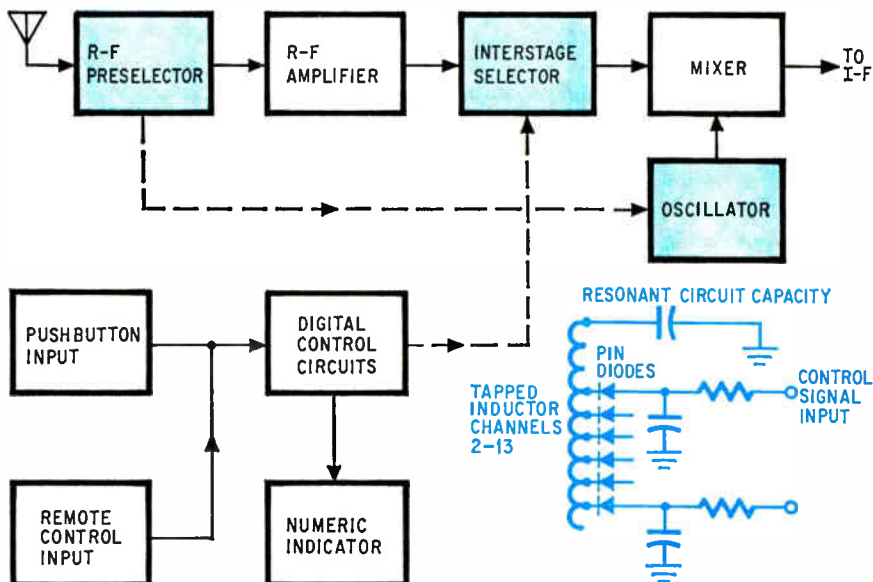 R-F
PRESELECTOR
R-F
AMPLIFIER
INTERSTAGE
SELECTOR
MIXER
TO
I-F
OSCILLATOR
PUSHBUTTON
INPUT
DIGITAL
CONTROL
CIRCUITS
REMOTE
CONTROL
INPUT
NUMERIC
INDICATOR
RESONANT CIRCUIT CAPACITY
PIN
DIODES
TAPPED
INDUCTOR
CHANNELS
2-13
CONTROL
SIGNAL
INPUT